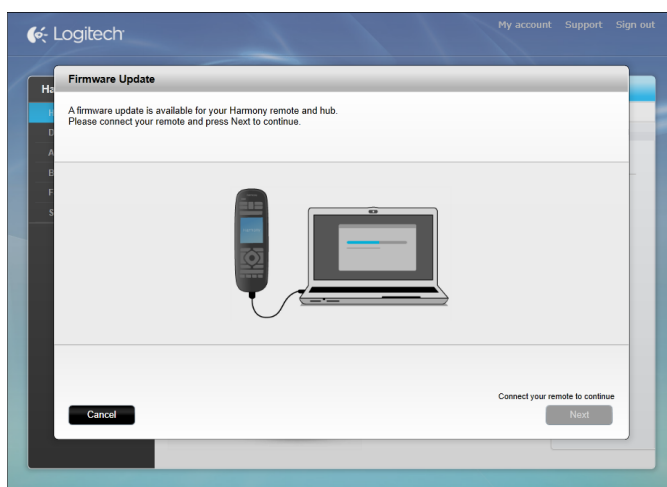 Logitech
My account Support Sign out
Ha
Firmware Update
H
A firmware update is available for your Harmony remote and hub.
Please connect your remote and press Next to continue.
D
A
B
F
S
Connect your remote to continue
Cancel
Next